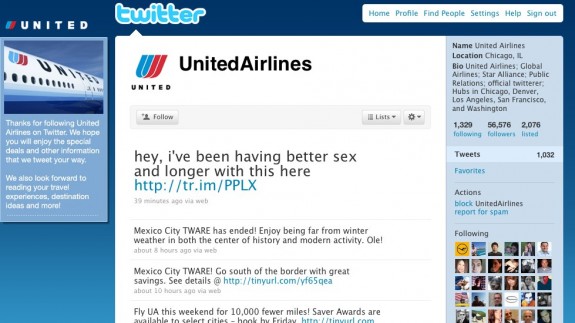 UNITED
twitter
Home Profile Find People Settings Help Sign out
UNITED
Thanks for following United
Airlines on Twitter. We hope
you will enjoy the special
deals and other information
that we tweet your way.
We also look forward to
reading your travel
experiences, destination
ideas and more!
UNITED
UnitedAirlines
Follow
Lists
hey, i've been having better sex
and longer with this here
http://tr.im/PPLX
39 minutes ago via web
Mexico City TWARE has ended! Enjoy being far from winter
weather in both the center of history and modern activity. Ole!
about 8 hours ago via web
Mexico City TWARE! Go south of the border with great
savings. See details @ http://tinyurl.com/yf65qea
about 10 hours ago via web
Fly UA this weekend for 10,000 fewer miles! Saver Awards are
available to select cities - book by Friday. http://tinyurl.com
Name United Airlines
Location Chicago, IL
Bio United Airlines; Global
Airlines; Star Alliance; Public
Relations; official twitterer;
Hubs in Chicago, Denver,
Los Angeles, San Francisco,
and Washington
1,329 56,576 2,076
following followers listed
Tweets 1,032
Favorites
Actions
block UnitedAirlines
report for spam
Following